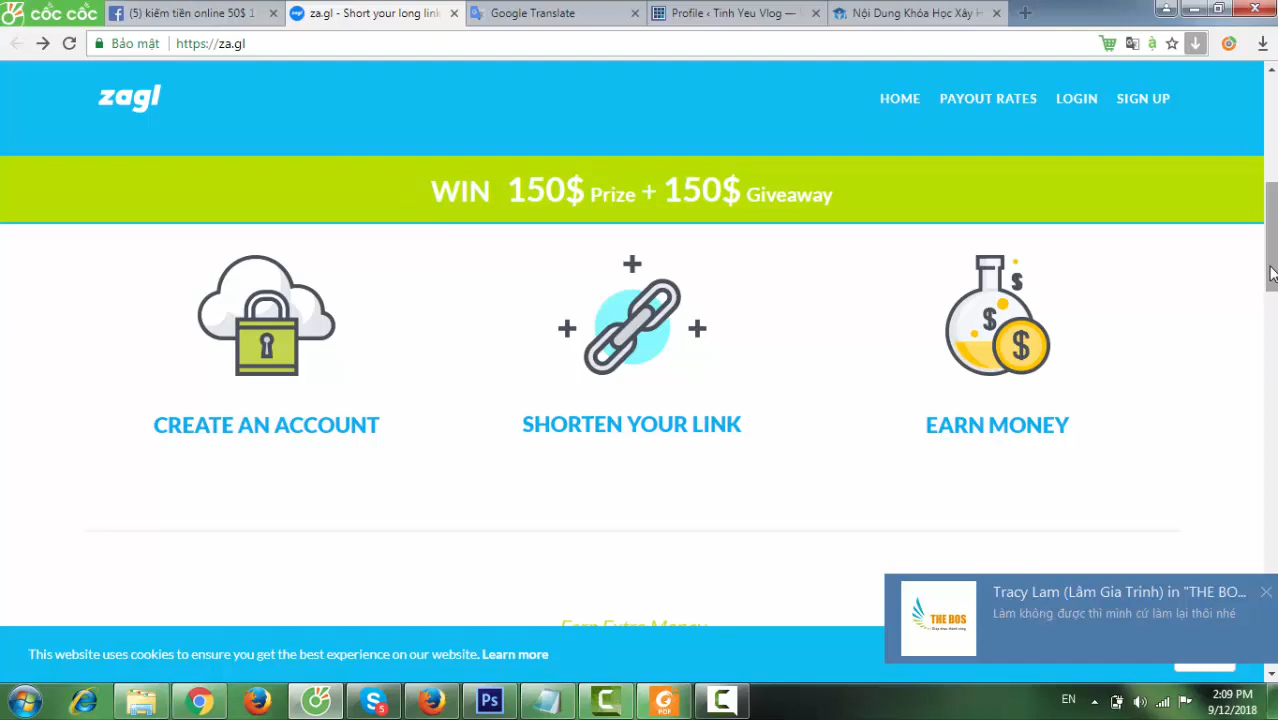 cốc cốc
(5) kiếm tiền online 50$ 1
za.gl - Short your long link
Google Translate
Profile ‹ Tinh Yeu Vlog —
Nội Dung Khóa Học Xây H
Bảo mật
https://za.gl
zagl
HOME
PAYOUT RATES
LOGIN
SIGN UP
WIN 150$ Prize + 150$ Giveaway
CREATE AN ACCOUNT
SHORTEN YOUR LINK
EARN MONEY
Earn Extra Money
This website uses cookies to ensure you get the best experience on our website. Learn more
THE BOS
Tracy Lam (Lâm Gia Trinh) in "THE BO...
Làm không được thì mình cứ làm lại thôi nhé
EN
2:09 PM
9/12/2018